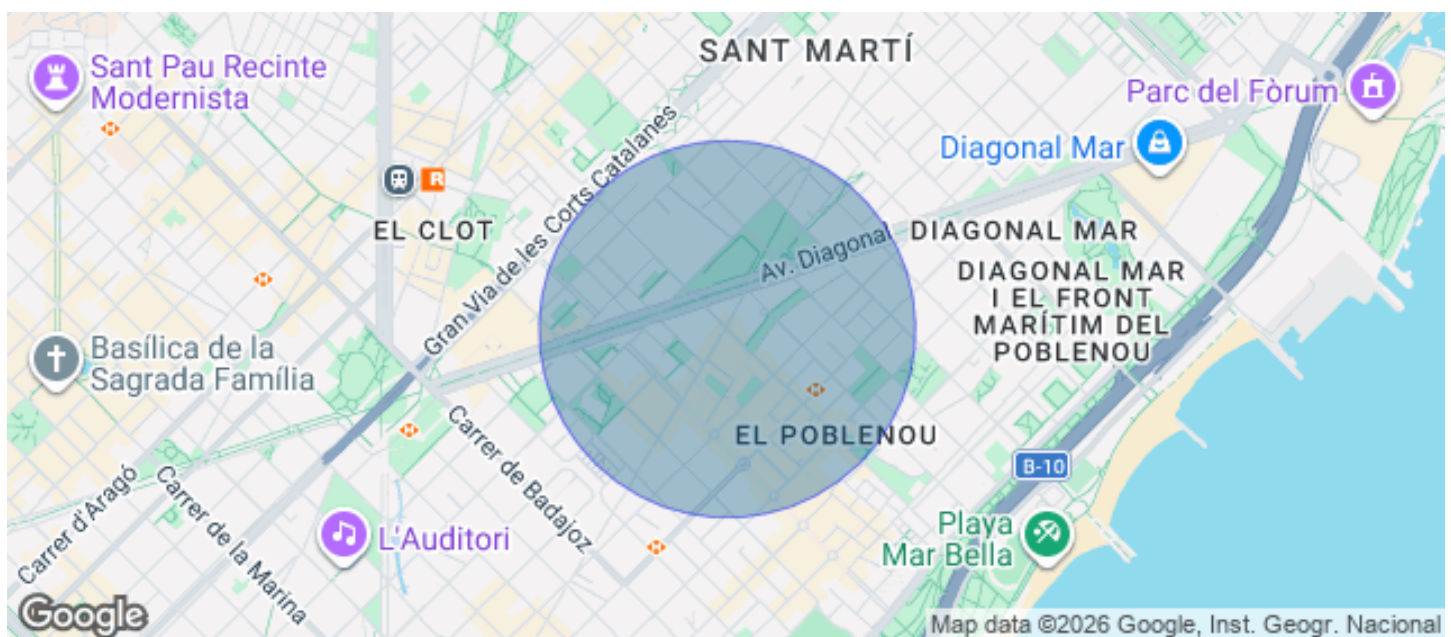 SANT MARTÍ
Sant Pau Recinte
Modernista
Parc del Fòrum
Diagonal Mar
R
EL CLOT
Gran Via de les Corts Catalanes
Av. Diagonal
DIAGONAL MAR
DIAGONAL MAR
I EL FRONT
MARÍTIM DEL
POBLENOU
Basílica de la
Sagrada Família
EL POBLENOU
Carrer de Badajoz
B-10
Carrer d'Aragó
Carrer de la Marina
L'Auditori
Playa
Mar Bella
Google
Map data ©2026 Google, Inst. Geogr. Nacional